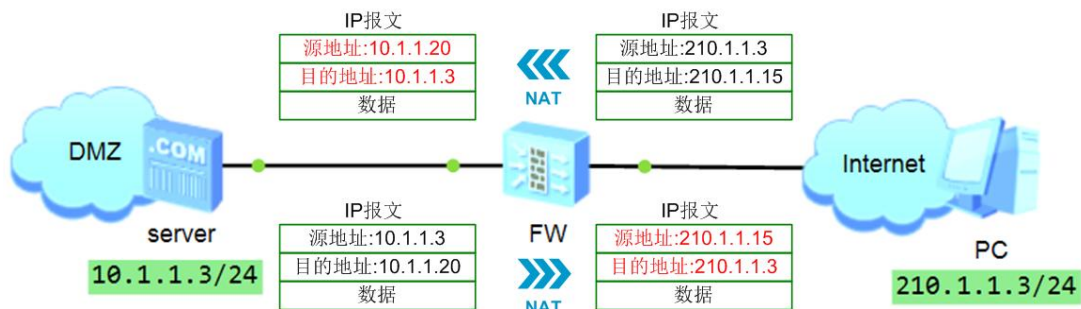 IP报文
源地址:10.1.1.20
目的地址:10.1.1.3
数据
NAT
IP报文
源地址:210.1.1.3
目的地址:210.1.1.15
数据
DMZ
.COM
server
10.1.1.3/24
FW
Internet
PC
210.1.1.3/24
IP报文
源地址:10.1.1.3
目的地址:10.1.1.20
数据
NAT
IP报文
源地址:210.1.1.15
目的地址:210.1.1.3
数据